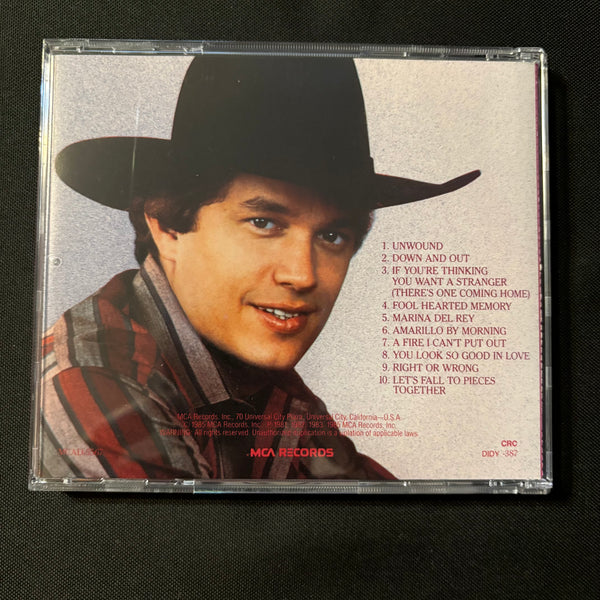 1. UNWOUND
2. DOWN AND OUT
3. IF YOU'RE THINKING
YOU WANT A STRANGER
(THERE'S ONE COMING HOME)
4. FOOL HEARTED MEMORY
5. MARINA DEL REY
6. AMARILLO BY MORNING
7. A FIRE I CAN'T PUT OUT
8. YOU LOOK SO GOOD IN LOVE
9. RIGHT OR WRONG
10. LET'S FALL TO PIECES
TOGETHER
MCA Records, Inc., 70 Universal City Plaza, Universal City, California—U.S.A.
1985 MCA Records, Inc. ℗ 1981, 1982, 1983, 1985 MCA Records, Inc.
WARNING: All rights reserved. Unauthorized duplication is a violation of applicable laws.
MCA RECORDS
CRC
DIDY-387